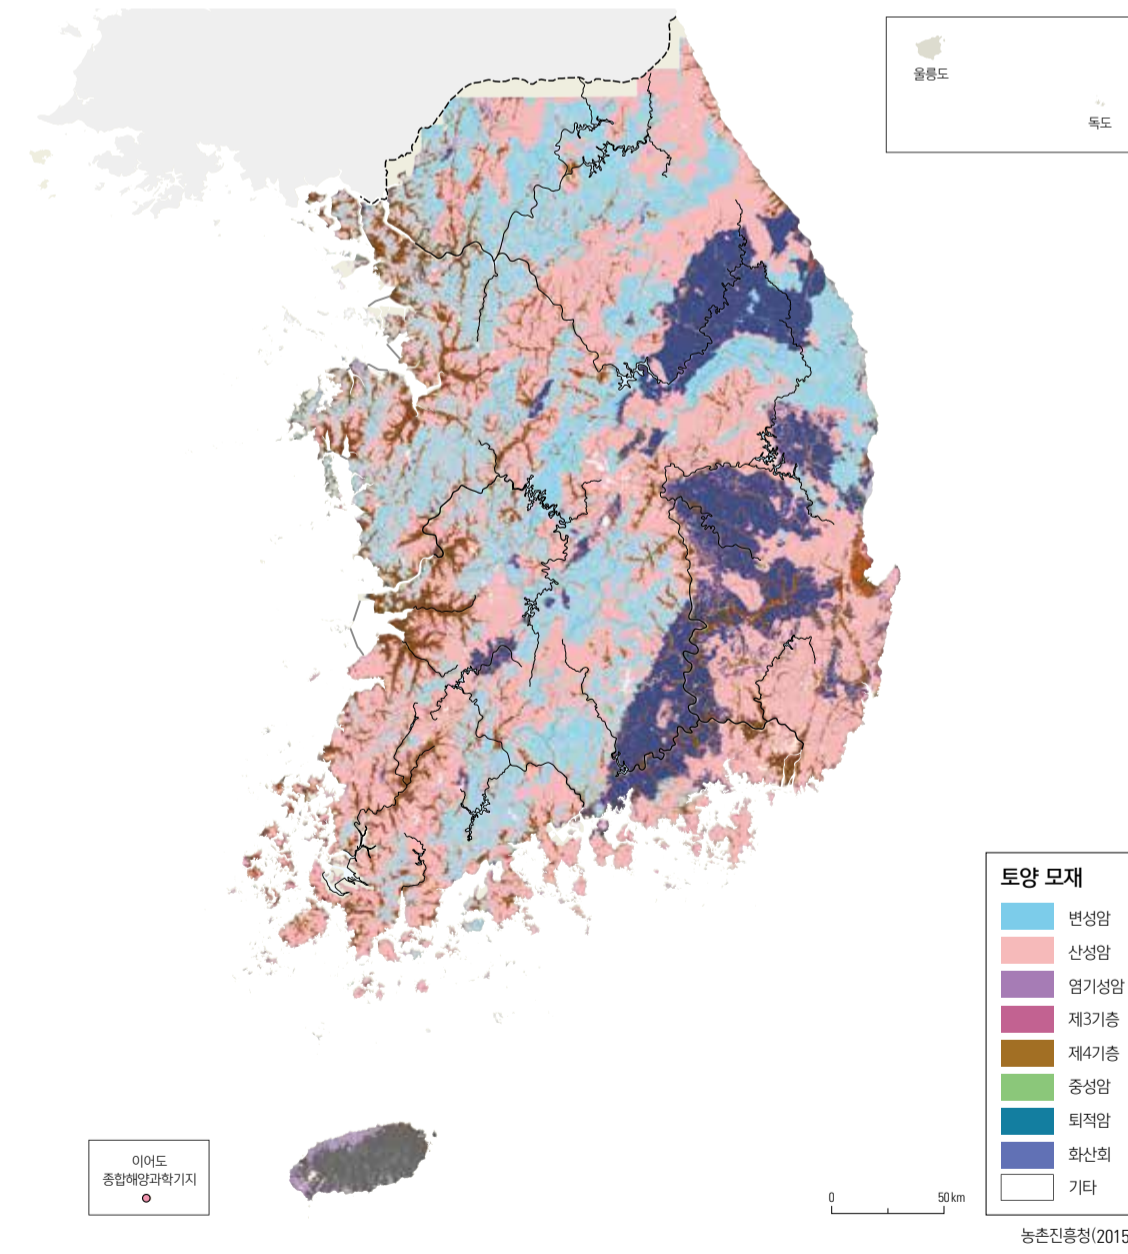 울릉도
독도
토양 모재
변성암
산성암
염기성암
제3기층
제4기층
중성암
퇴적암
화산회
기타
이어도
종합해양과학기지
0
50 km
농촌진흥청(2015